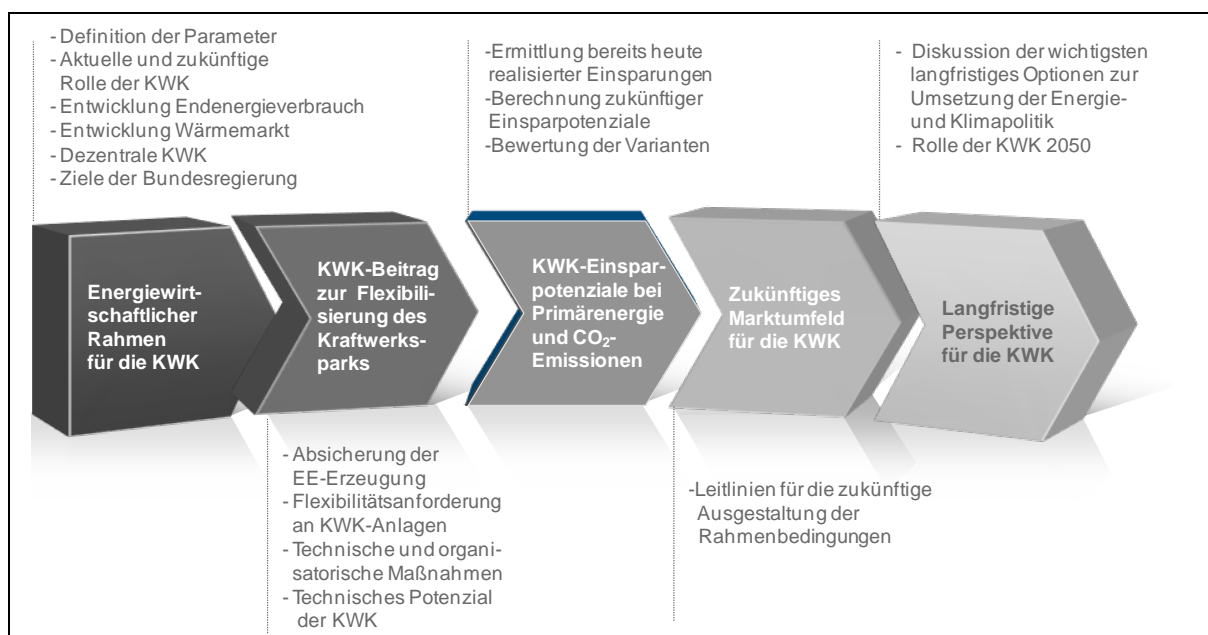 - Definition der Parameter
- Aktuelle und zukünftige
Rolle der KWK
- Entwicklung Endenergieverbrauch
- Entwicklung Wärmemarkt
- Dezentrale KWK
- Ziele der Bundesregierung
-Ermittlung bereits heute
realisierter Einsparungen
-Berechnung zukünftiger
Einsparpotenziale
-Bewertung der Varianten
- Diskussion der wichtigsten
langfristiges Optionen zur
Umsetzung der Energie-
und Klimapolitik
- Rolle der KWK 2050
Energiewirt-
schaftlicher
Rahmen
für die KWK
KWK-Beitrag
zur Flexibili-
sierung des
Kraftwerks-
parks
KWK-Einspar-
potenziale bei
Primärenergie
und CO₂-
Emissionen
Zukünftiges
Marktumfeld
für die KWK
Langfristige
Perspektive
für die KWK
- Absicherung der
EE-Erzeugung
- Flexibilitätsanforderung
an KWK-Anlagen
- Technische und organi-
satorische Maßnahmen
- Technisches Potenzial
der KWK
-Leitlinien für die zukünftige
Ausgestaltung der
Rahmenbedingungen